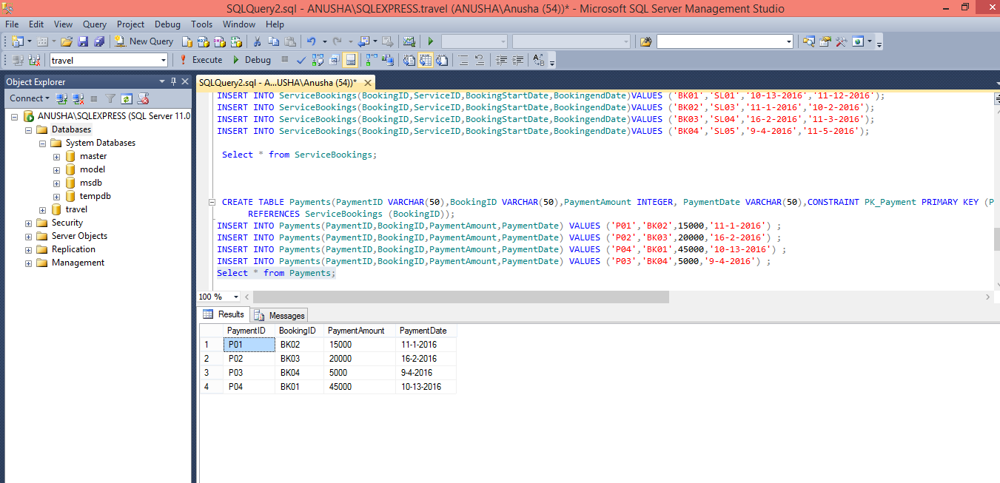 SQLQuery2.sql - ANUSHA\SQLEXPRESS.travel (ANUSHA\Anusha (54))* - Microsoft SQL Server Management Studio
File Edit View Query Project Debug Tools Window Help
New Query
travel Execute Debug
Object Explorer
Connect
ANUSHA\SQLEXPRESS (SQL Server 11.0
Databases
System Databases
master
model
msdb
tempdb
travel
Security
Server Objects
Replication
Management
SQLQuery2.sql - A...USHA\Anusha (54))*
INSERT INTO ServiceBookings(BookingID,ServiceID,BookingStartDate,BookingendDate)VALUES ('BK01','SL01','10-13-2016','11-12-2016');
INSERT INTO ServiceBookings(BookingID,ServiceID,BookingStartDate,BookingendDate)VALUES ('BK02','SL03','11-1-2016','10-2-2016');
INSERT INTO ServiceBookings(BookingID,ServiceID,BookingStartDate,BookingendDate)VALUES ('BK03','SL04','16-2-2016','11-3-2016');
INSERT INTO ServiceBookings(BookingID,ServiceID,BookingStartDate,BookingendDate)VALUES ('BK04','SL05','9-4-2016','11-5-2016');
Select * from ServiceBookings;
CREATE TABLE Payments(PaymentID VARCHAR(50),BookingID VARCHAR(50),PaymentAmount INTEGER, PaymentDate VARCHAR(50),CONSTRAINT PK_Payment PRIMARY KEY (P
REFERENCES ServiceBookings (BookingID));
INSERT INTO Payments(PaymentID,BookingID,PaymentAmount,PaymentDate) VALUES ('P01','BK02',15000,'11-1-2016') ;
INSERT INTO Payments(PaymentID,BookingID,PaymentAmount,PaymentDate) VALUES ('P02','BK03',20000,'16-2-2016') ;
INSERT INTO Payments(PaymentID,BookingID,PaymentAmount,PaymentDate) VALUES ('P04','BK01',45000,'10-13-2016') ;
INSERT INTO Payments(PaymentID,BookingID,PaymentAmount,PaymentDate) VALUES ('P03','BK04',5000,'9-4-2016') ;
Select * from Payments;
100 %
Results Messages
PaymentID BookingID PaymentAmount PaymentDate
1 P01 BK02 15000 11-1-2016
2 P02 BK03 20000 16-2-2016
3 P03 BK04 5000 9-4-2016
4 P04 BK01 45000 10-13-2016